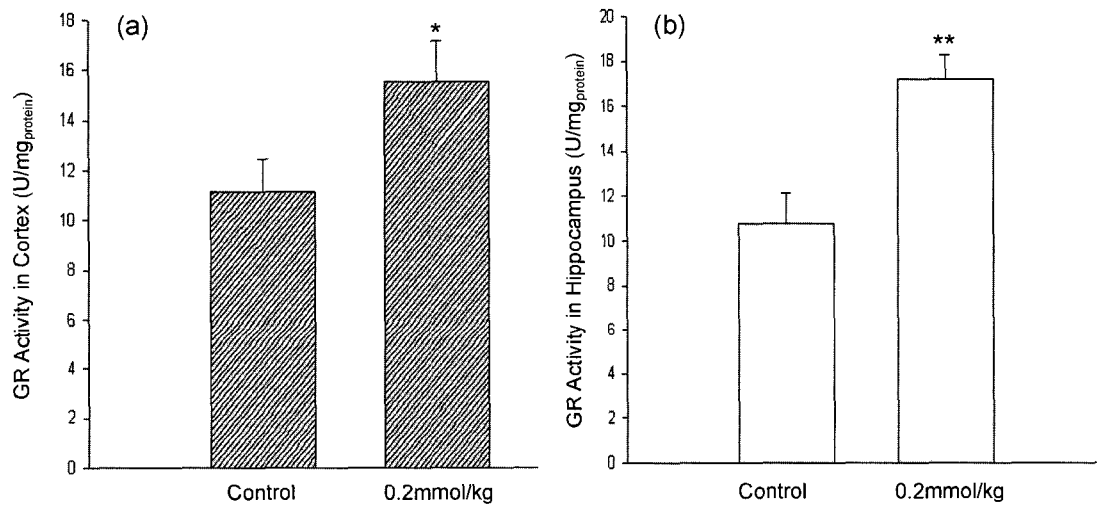 (a)
GR Activity in Cortex (U/mgprotein)
18
16
14
12
10
8
6
4
2
0
*
Control
0.2mmol/kg
(b)
GR Activity in Hippocampus (U/mgprotein)
20
18
16
14
12
10
8
6
4
2
0
**
Control
0.2mmol/kg